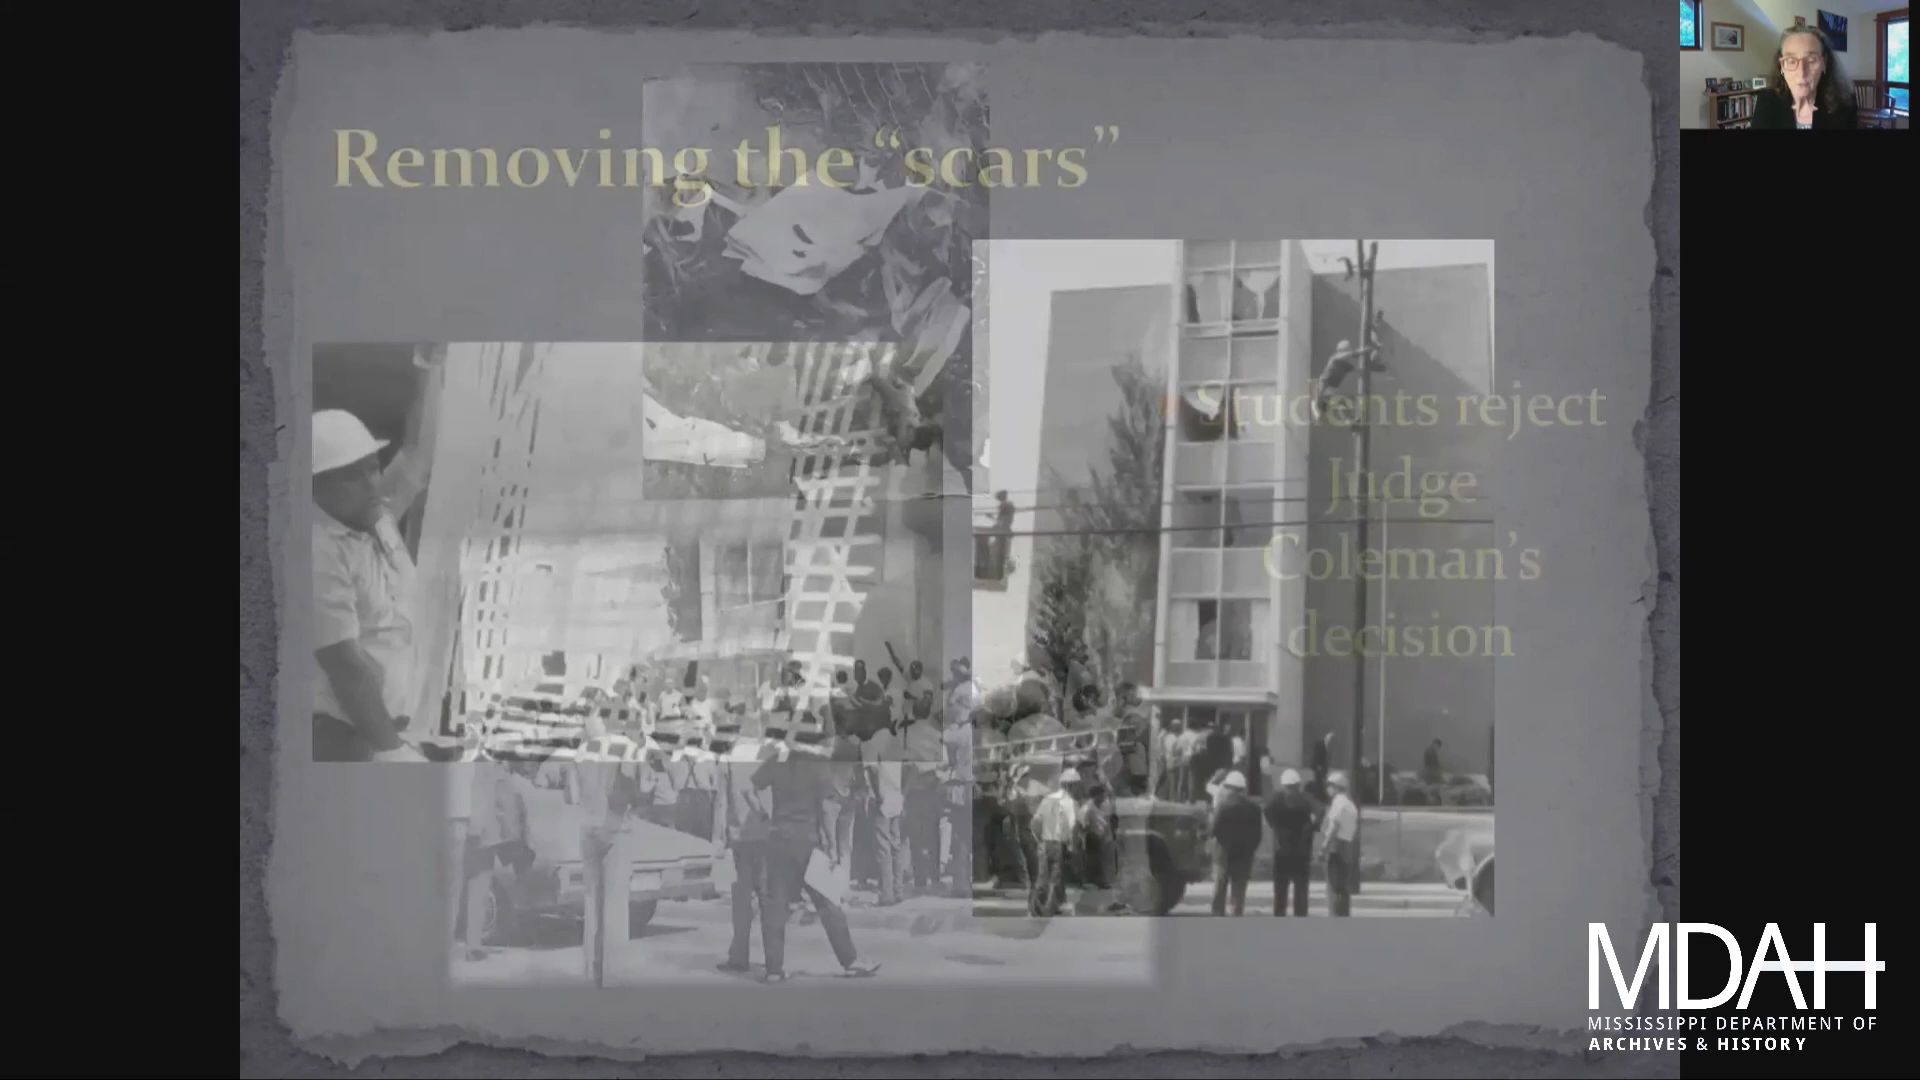 Removing the “scars”
Students reject
Judge
Coleman’s
decision
MDAH
MISSISSIPPI DEPARTMENT OF
ARCHIVES & HISTORY